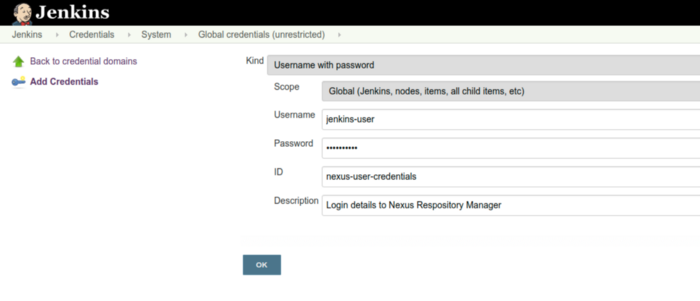 Jenkins
Jenkins Credentials System Global credentials (unrestricted)
Back to credential domains
Add Credentials
Kind Username with password
Scope Global (Jenkins, nodes, items, all child items, etc)
Username jenkins-user
Password ••••••••••
ID nexus-user-credentials
Description Login details to Nexus Respository Manager
OK